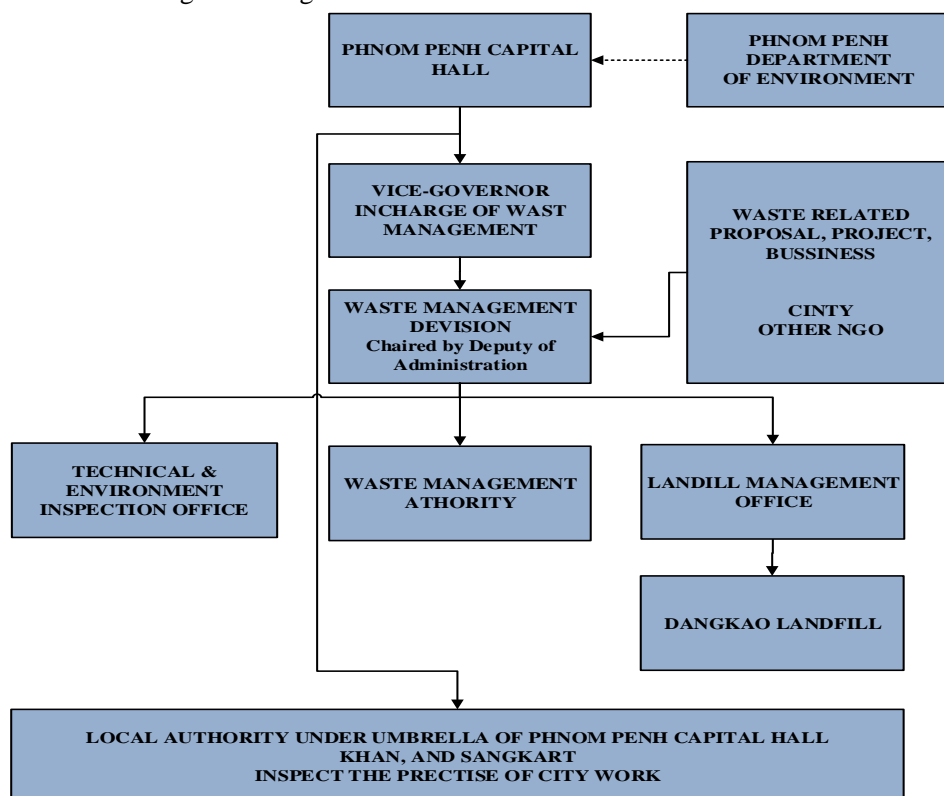 PHNOM PENH CAPITAL
HALL
PHNOM PENH
DEPARTMENT
OF ENVIRONMENT
VICE-GOVERNOR
INCHARGE OF WAST
MANAGEMENT
WASTE RELATED
PROPOSAL, PROJECT,
BUSSINESS
CINTY
OTHER NGO
WASTE MANAGEMENT
DEVISION
Chaired by Deputy of
Administration
TECHNICAL &
ENVIRONMENT
INSPECTION OFFICE
WASTE MANAGEMENT
ATHORITY
LANDILL MANAGEMENT
OFFICE
DANGKAO LANDFILL
LOCAL AUTHORITY UNDER UMBRELLA OF PHNOM PENH CAPITAL HALL
KHAN, AND SANGKART
INSPECT THE PRECTISE OF CITY WORK